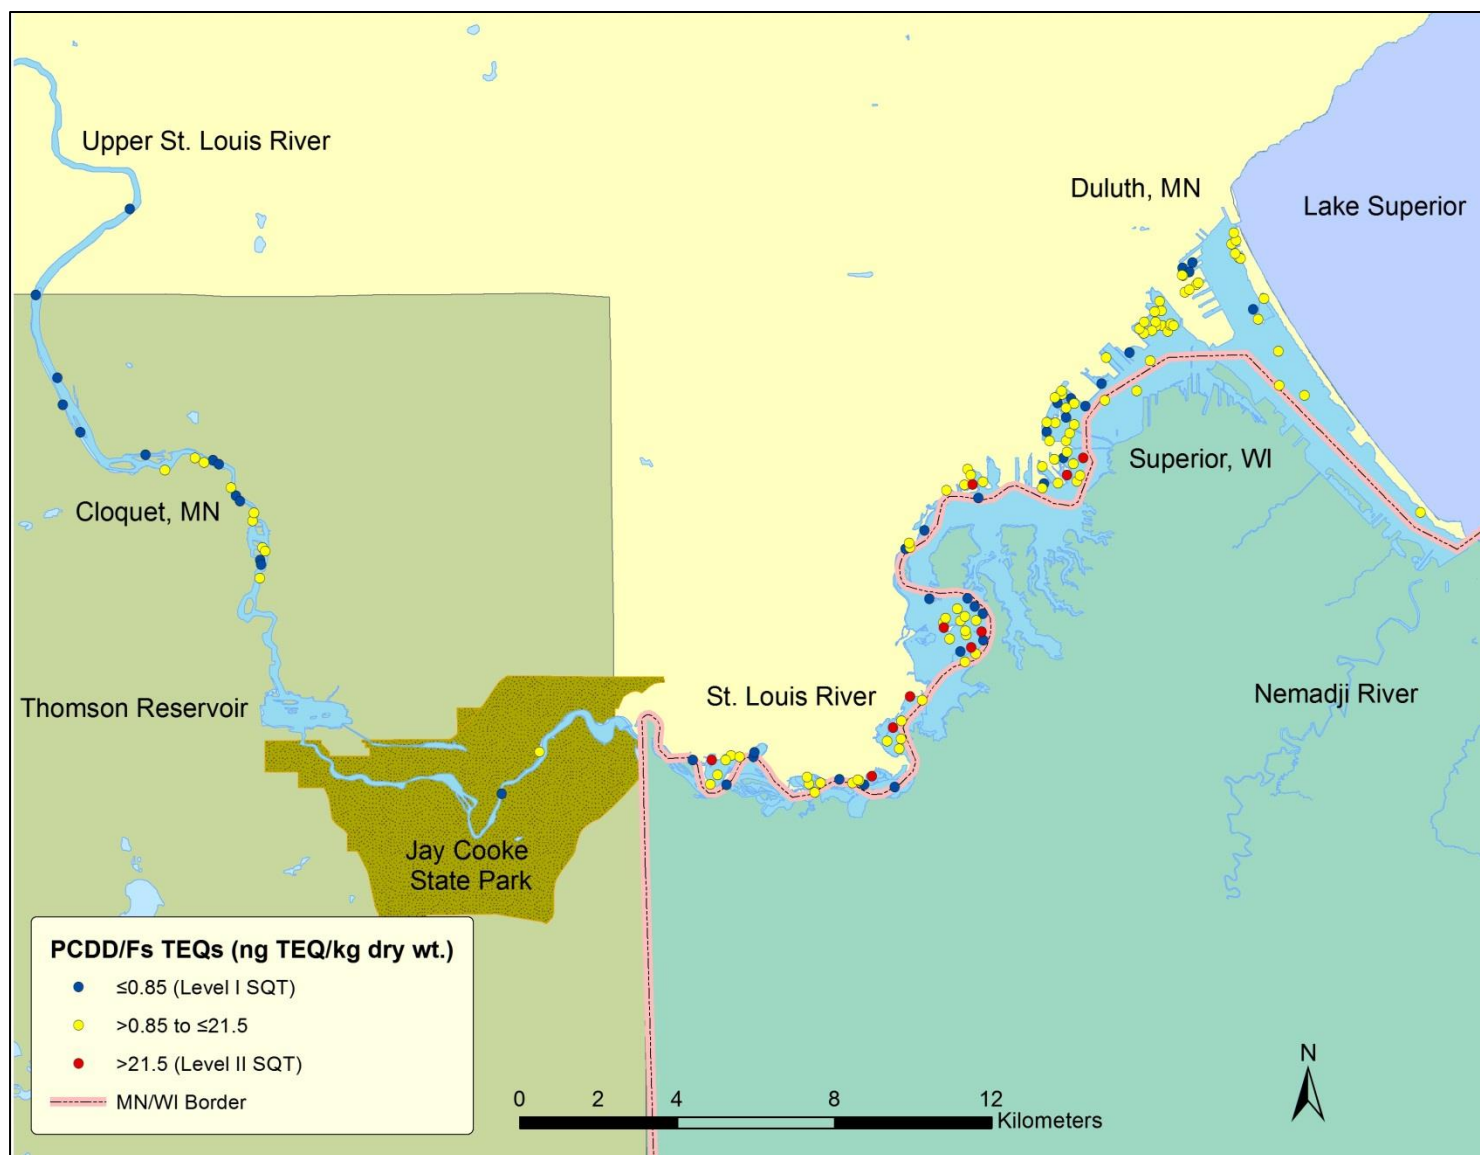 Upper St. Louis River
Duluth, MN
Lake Superior
Superior, WI
Cloquet, MN
Thomson Reservoir
St. Louis River
Nemadji River
Jay Cooke
State Park
PCDD/Fs TEQs (ng TEQ/kg dry wt.)
≤0.85 (Level I SQT)
>0.85 to ≤21.5
>21.5 (Level II SQT)
MN/WI Border
N
0 2 4 8 12
Kilometers